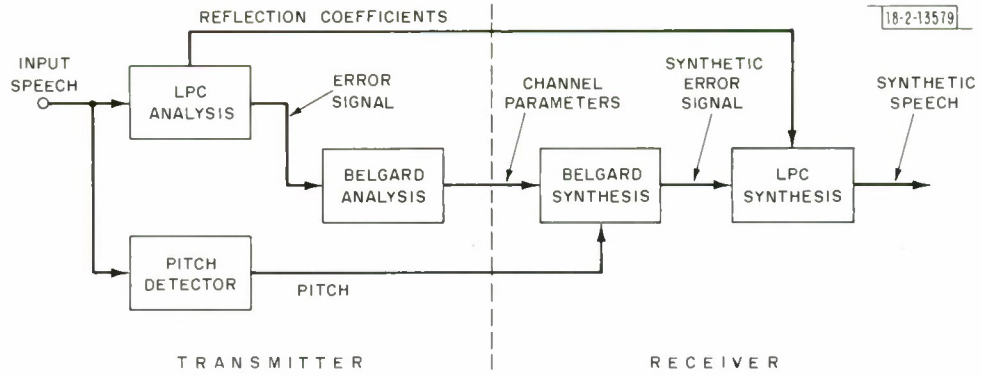 REFLECTION COEFFICIENTS
18-2-13579
INPUT
SPEECH
LPC
ANALYSIS
ERROR
SIGNAL
CHANNEL
PARAMETERS
SYNTHETIC
ERROR
SIGNAL
SYNTHETIC
SPEECH
BELGARD
ANALYSIS
BELGARD
SYNTHESIS
LPC
SYNTHESIS
PITCH
DETECTOR
PITCH
TRANSMITTER
RECEIVER